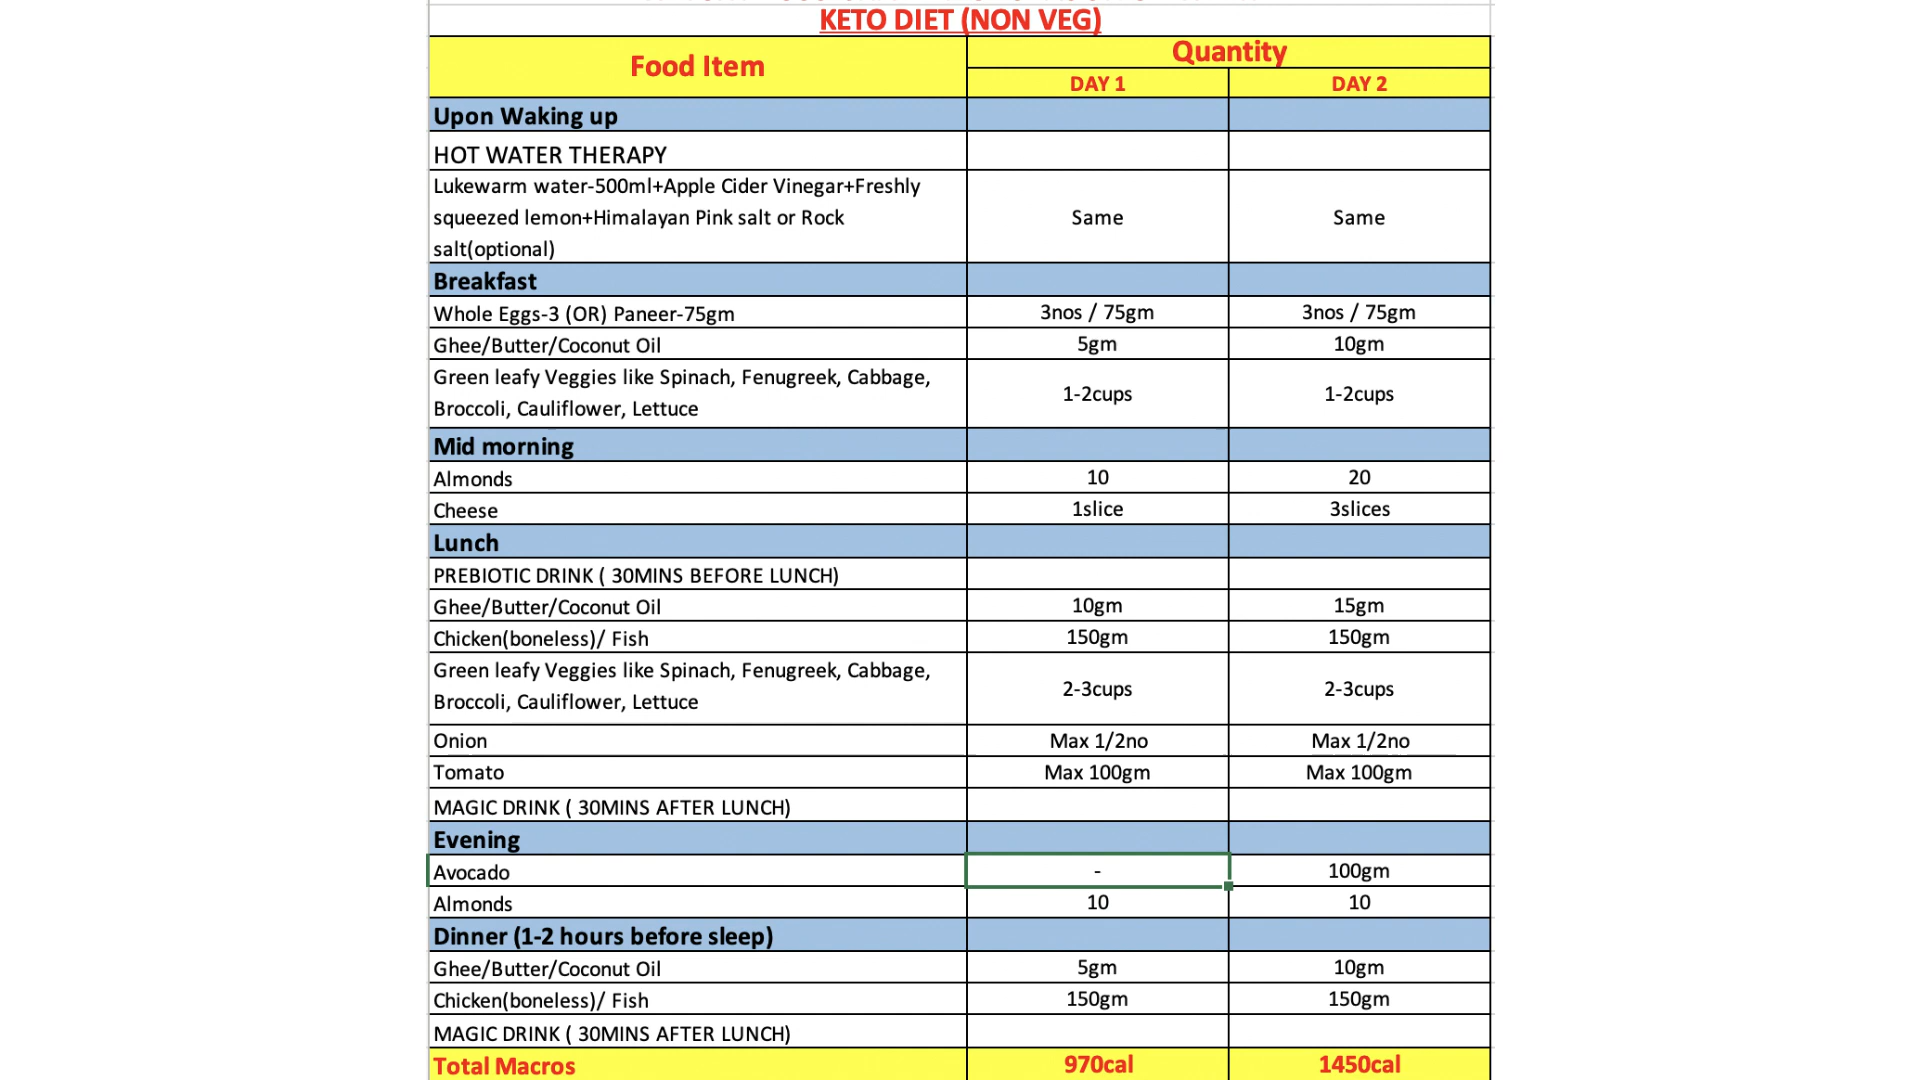 KETO DIET (NON VEG)
Food Item
Quantity
DAY 1
DAY 2
Upon Waking up
HOT WATER THERAPY
Lukewarm water-500ml+Apple Cider Vinegar+Freshly
squeezed lemon+Himalayan Pink salt or Rock
salt(optional)
Same
Same
Breakfast
Whole Eggs-3 (OR) Paneer-75gm
3nos / 75gm
3nos / 75gm
Ghee/Butter/Coconut Oil
5gm
10gm
Green leafy Veggies like Spinach, Fenugreek, Cabbage,
Broccoli, Cauliflower, Lettuce
1-2cups
1-2cups
Mid morning
Almonds
10
20
Cheese
1slice
3slices
Lunch
PREBIOTIC DRINK ( 30MINS BEFORE LUNCH)
Ghee/Butter/Coconut Oil
10gm
15gm
Chicken(boneless)/ Fish
150gm
150gm
Green leafy Veggies like Spinach, Fenugreek, Cabbage,
Broccoli, Cauliflower, Lettuce
2-3cups
2-3cups
Onion
Max 1/2no
Max 1/2no
Tomato
Max 100gm
Max 100gm
MAGIC DRINK ( 30MINS AFTER LUNCH)
Evening
Avocado
-
100gm
Almonds
10
10
Dinner (1-2 hours before sleep)
Ghee/Butter/Coconut Oil
5gm
10gm
Chicken(boneless)/ Fish
150gm
150gm
MAGIC DRINK ( 30MINS AFTER LUNCH)
Total Macros
970cal
1450cal